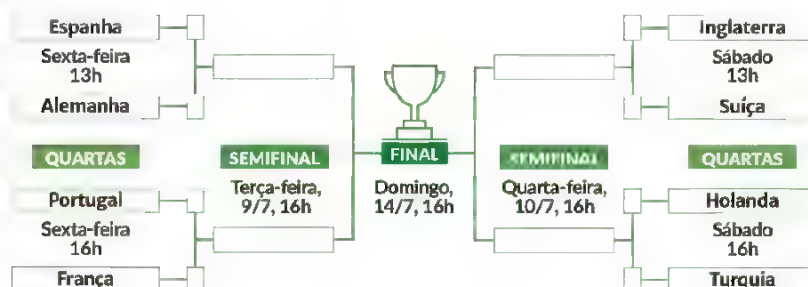 Espanha
Sexta-feira
13h
Alemanha
QUARTAS
Portugal
Sexta-feira
16h
França
SEMIFINAL
Terça-feira,
9/7, 16h
FINAL
Domingo,
14/7, 16h
SEMIFINAL
Quarta-feira,
10/7, 16h
Inglaterra
Sábado
13h
Suíça
QUARTAS
Holanda
Sábado
16h
Turquia